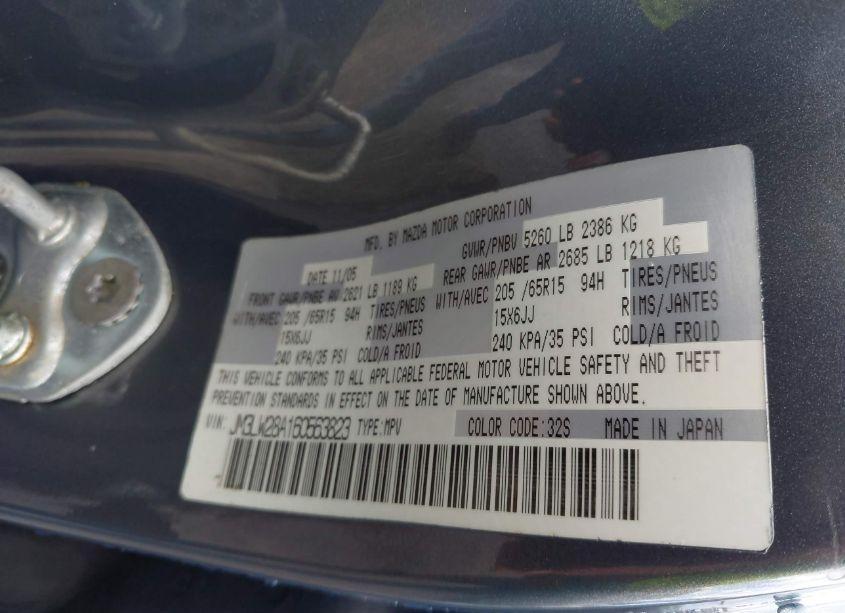 MFD. BY MAZDA MOTOR CORPORATION
DATE 11/05 GVWR/PNBV 5260 LB 2386 KG
FRONT GAWR/PNBE AV 2621 LB 1189 KG REAR GAWR/PNBE AR 2685 LB 1218 KG
WITH/AVEC 205 /65R15 94H TIRES/PNEUS WITH/AVEC 205 /65R15 94H TIRES/PNEUS
15X6JJ RIMS/JANTES 15X6JJ RIMS/JANTES
240 KPA/35 PSI COLD/A FROID 240 KPA/35 PSI COLD/A FROID
THIS VEHICLE CONFORMS TO ALL APPLICABLE FEDERAL MOTOR VEHICLE SAFETY AND THEFT
PREVENTION STANDARDS IN EFFECT ON THE DATE OF MANUFACTURE SHOWN ABOVE.
VIN: JM3LW28A160563823 TYPE:MPV COLOR CODE:32S MADE IN JAPAN